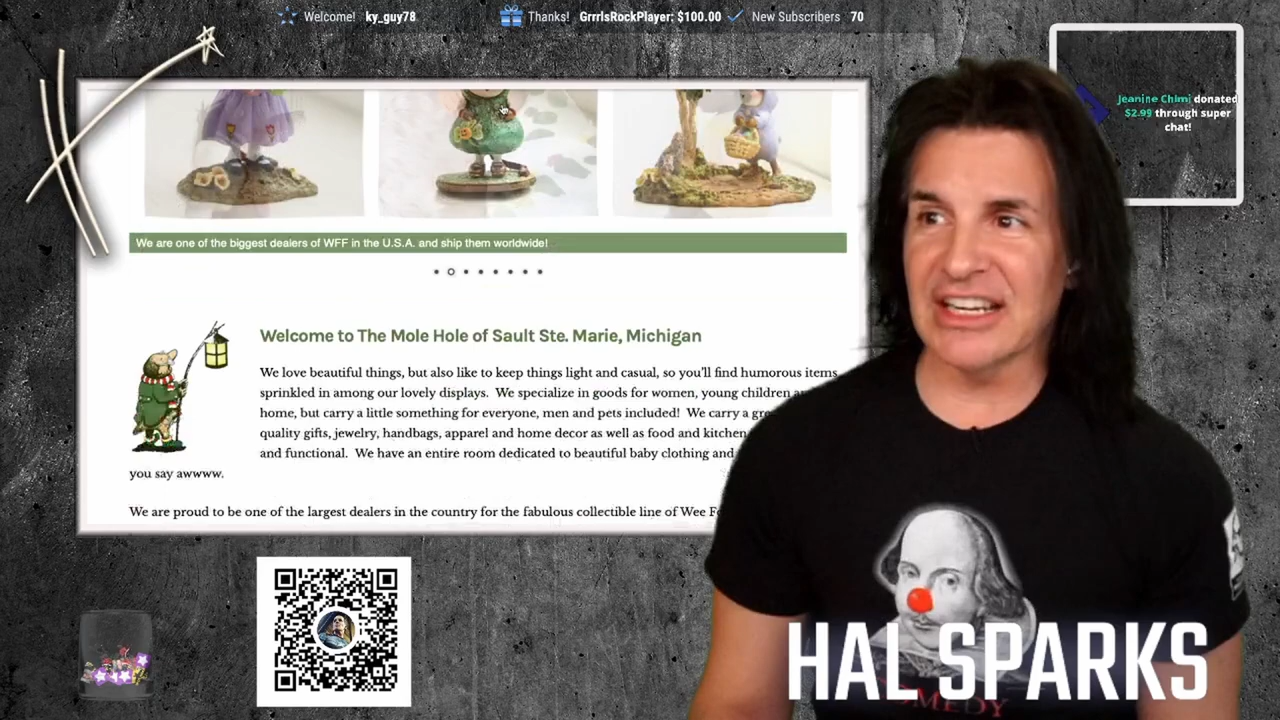 Welcome! ky_guy78
Thanks! GrrrlsRockPlayer: $100.00
New Subscribers 70
Jeanine Chimi donated
$2.99 through super
chat!
We are one of the biggest dealers of WFF in the U.S.A. and ship them worldwide!
Welcome to The Mole Hole of Sault Ste. Marie, Michigan
We love beautiful things, but also like to keep things light and casual, so you'll find humorous items
sprinkled in among our lovely displays. We specialize in goods for women, young children
home, but carry a little something for everyone, men and pets included! We carry a
quality gifts, jewelry, handbags, apparel and home decor as well as food and kitchen
and functional. We have an entire room dedicated to beautiful baby clothing and
you say awwww.
We are proud to be one of the largest dealers in the country for the fabulous collectible line of Wee
HAL SPARKS